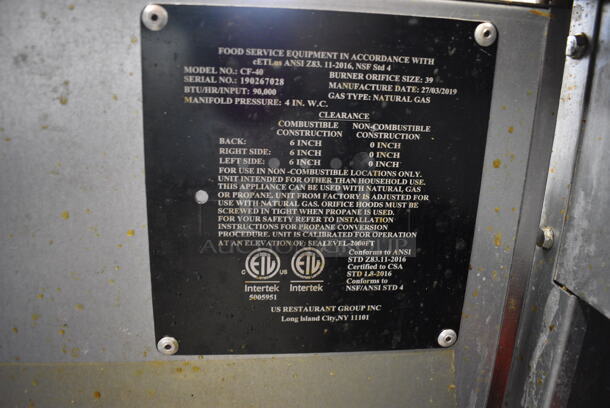 FOOD SERVICE EQUIPMENT IN ACCORDANCE WITH
cETLus ANSI Z83. 11-2016, NSF Std 4
MODEL NO.: CF-40 BURNER ORIFICE SIZE: 39
SERIAL NO.: 190267028 MANUFACTURE DATE: 27/03/2019
BTU/HR/INPUT: 90,000 GAS TYPE: NATURAL GAS
MANIFOLD PRESSURE: 4 IN. W.C.
CLEARANCE
COMBUSTIBLE NON-COMBUSTIBLE
CONSTRUCTION CONSTRUCTION
BACK: 6 INCH 0 INCH
RIGHT SIDE: 6 INCH 0 INCH
LEFT SIDE: 6 INCH 0 INCH
FOR USE IN NON -COMBUSTIBLE LOCATIONS ONLY.
UNIT INTENDED FOR OTHER THAN HOUSEHOLD USE.
THIS APPLIANCE CAN BE USED WITH NATURAL GAS
OR PROPANE. UNIT FROM FACTORY IS ADJUSTED FOR
USE WITH NATURAL GAS. ORIFICE HOODS MUST BE
SCREWED IN TIGHT WHEN PROPANE IS USED.
FOR YOUR SAFETY REFER TO INSTALLATION
INSTRUCTIONS FOR PROPANE CONVERSION
PROCEDURE. UNIT IS CALIBRATED FOR OPERATION
AT AN ELEVATION OF: SEALEVEL-2000FT
Conforms to ANSI
STD Z83.11-2016
Certified to CSA
STD 1.8-2016
Conforms to
NSF/ANSI STD 4
C ETL US ETL
Intertek Intertek
5005951
US RESTAURANT GROUP INC
Long Island City,NY 11101